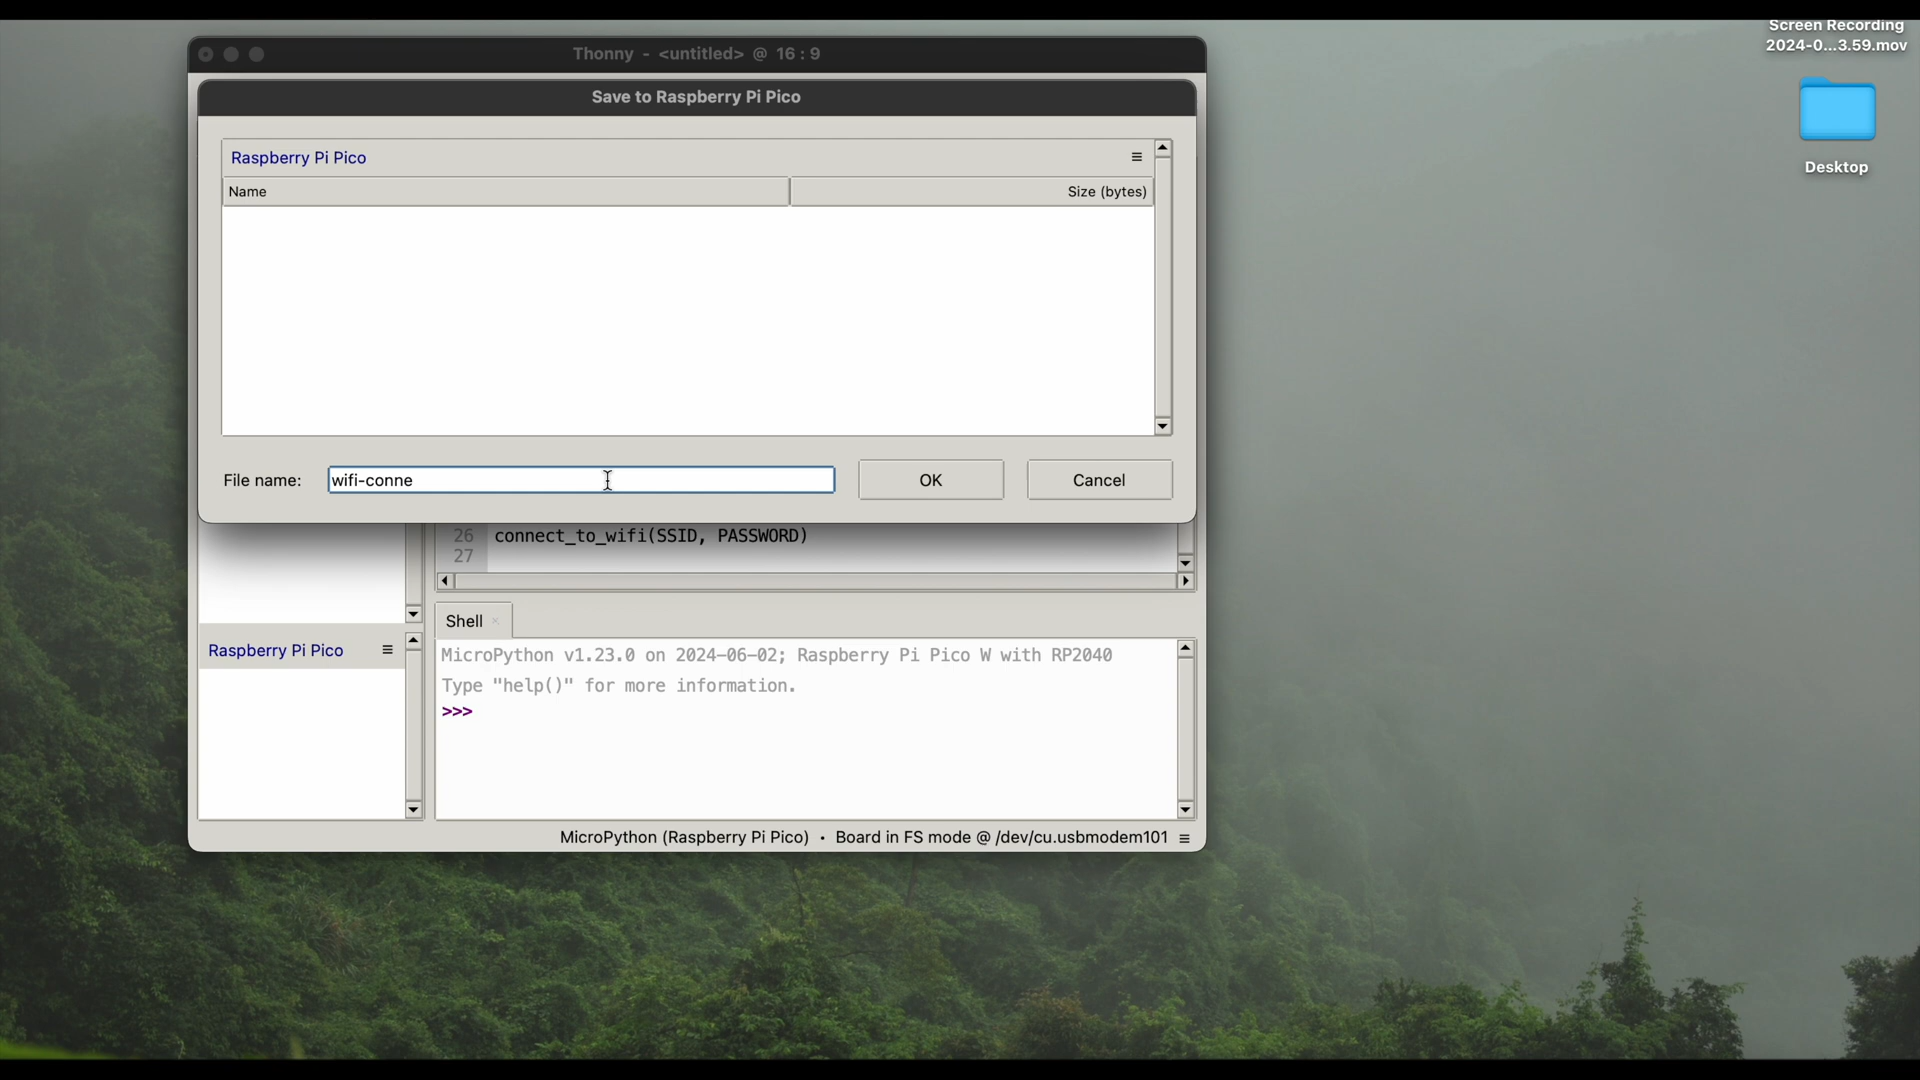 Screen Recording
2024-0...3.59.mov
Desktop
Thonny - <untitled> @ 16 : 9
Save to Raspberry Pi Pico
Raspberry Pi Pico
Name Size (bytes)
File name: wifi-conne OK Cancel
26 connect_to_wifi(SSID, PASSWORD)
27
Shell
Raspberry Pi Pico
MicroPython v1.23.0 on 2024-06-02; Raspberry Pi Pico W with RP2040
Type "help()" for more information.
>>>
MicroPython (Raspberry Pi Pico) • Board in FS mode @ /dev/cu.usbmodem101